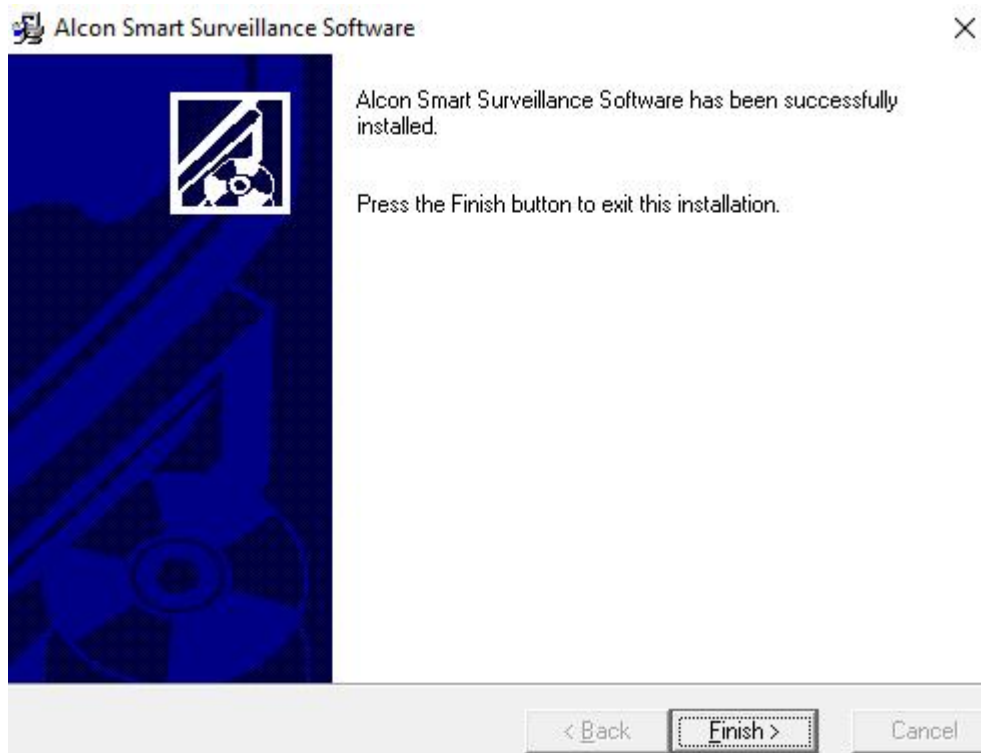 Alcon Smart Surveillance Software
Alcon Smart Surveillance Software has been successfully
installed.
Press the Finish button to exit this installation.
< Back
Finish >
Cancel